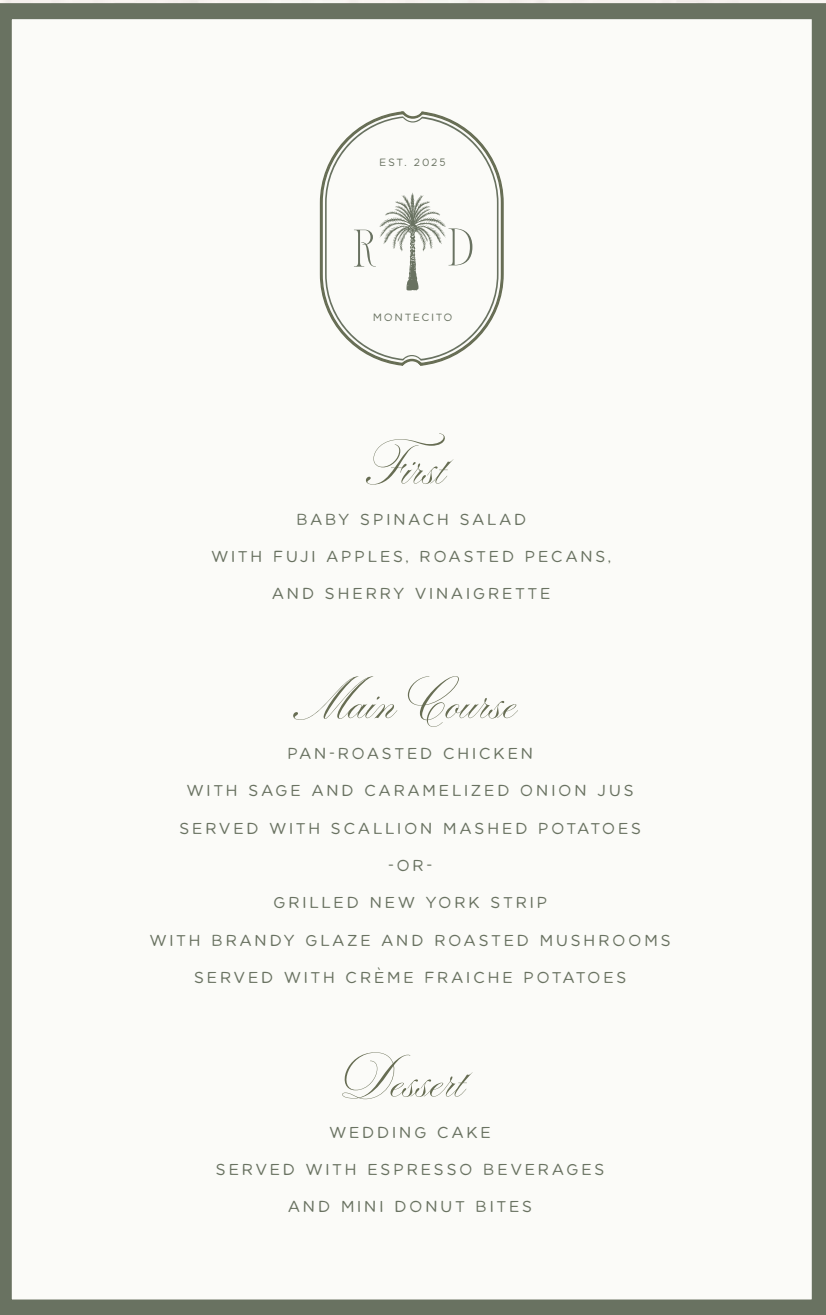 EST. 2025
R D
MONTECITO
First
BABY SPINACH SALAD
WITH FUJI APPLES, ROASTED PECANS,
AND SHERRY VINAIGRETTE
Main Course
PAN-ROASTED CHICKEN
WITH SAGE AND CARAMELIZED ONION JUS
SERVED WITH SCALLION MASHED POTATOES
-OR-
GRILLED NEW YORK STRIP
WITH BRANDY GLAZE AND ROASTED MUSHROOMS
SERVED WITH CRÈME FRAICHE POTATOES
Dessert
WEDDING CAKE
SERVED WITH ESPRESSO BEVERAGES
AND MINI DONUT BITES